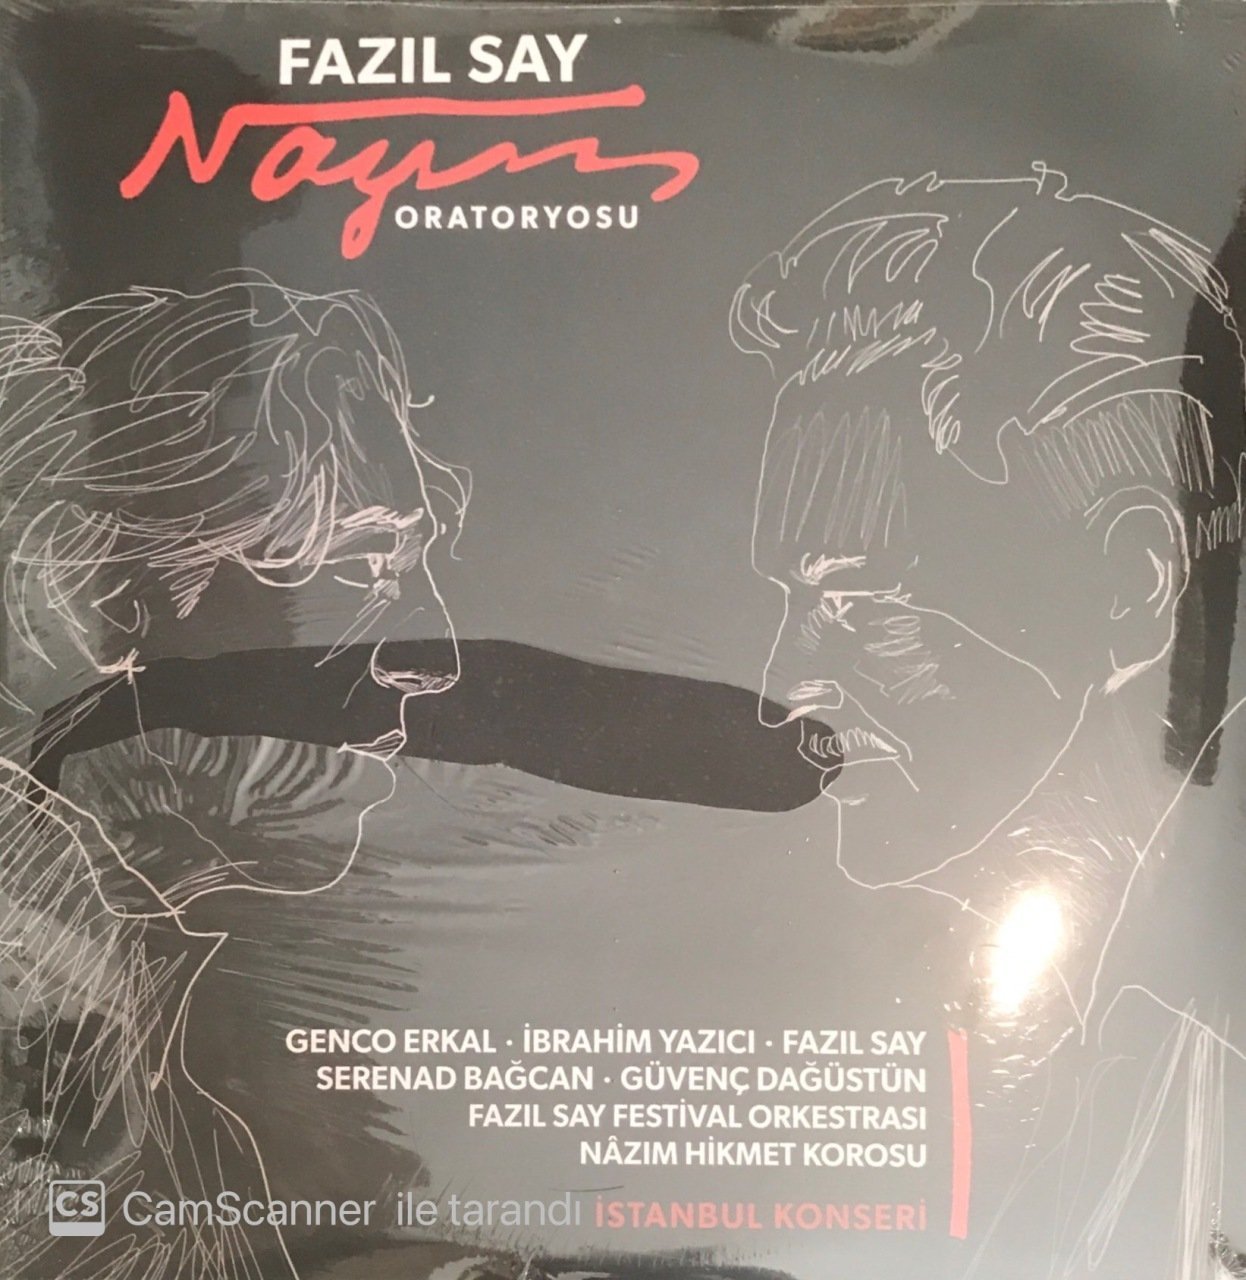 FAZIL SAY
Nazım
ORATORYOSU
GENCO ERKAL · İBRAHİM YAZICI · FAZIL SAY
SERENAD BAĞCAN · GÜVENÇ DAĞÜSTÜN
FAZIL SAY FESTİVAL ORKESTRASI
NÂZIM HİKMET KOROSU
İSTANBUL KONSERİ
CS CamScanner ile tarandı